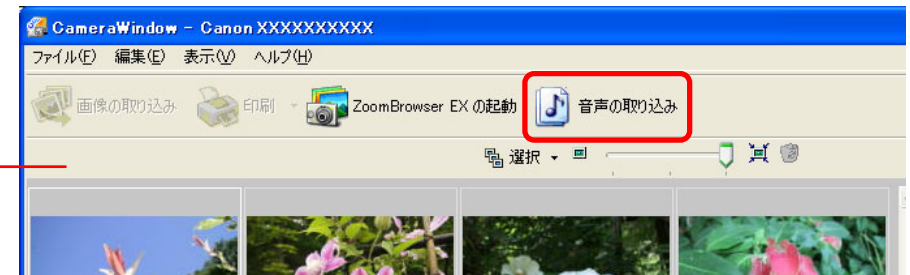 CameraWindow - Canon XXXXXXXXXX
ファイル(F) 編集(E) 表示(V) ヘルプ(H)
画像の取り込み 印刷 ZoomBrowser EX の起動 音声の取り込み
選択